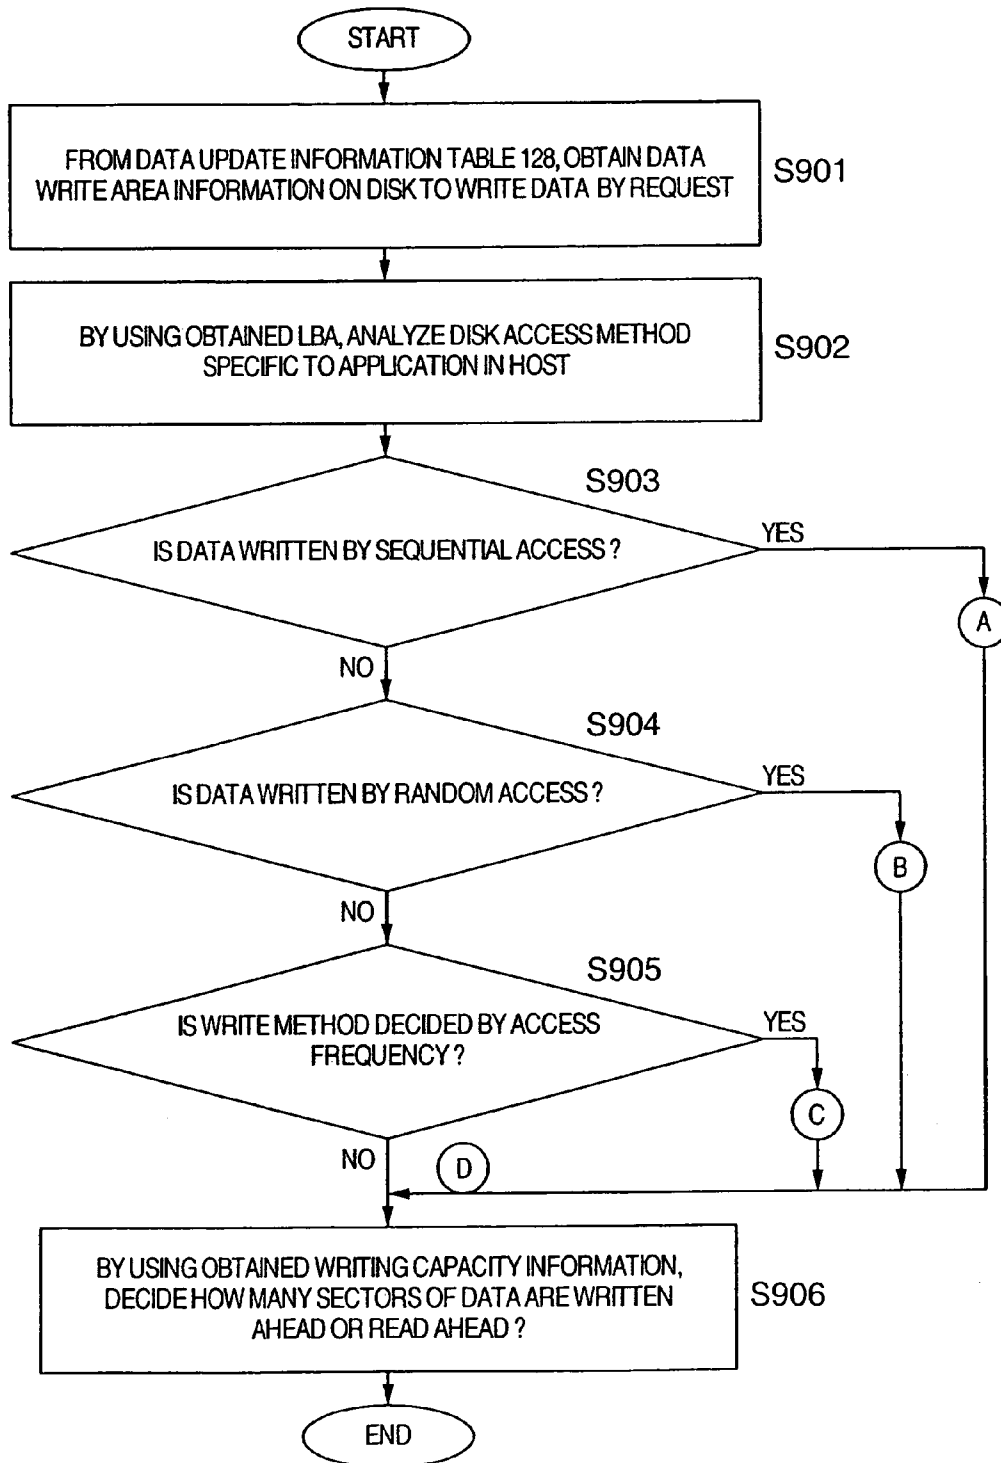 START
FROM DATA UPDATE INFORMATION TABLE 128, OBTAIN DATA
WRITE AREA INFORMATION ON DISK TO WRITE DATA BY REQUEST
S901
BY USING OBTAINED LBA, ANALYZE DISK ACCESS METHOD
SPECIFIC TO APPLICATION IN HOST
S902
S903
IS DATA WRITTEN BY SEQUENTIAL ACCESS ?
YES
A
NO
S904
IS DATA WRITTEN BY RANDOM ACCESS ?
YES
B
NO
S905
IS WRITE METHOD DECIDED BY ACCESS
FREQUENCY ?
YES
C
NO
D
BY USING OBTAINED WRITING CAPACITY INFORMATION,
DECIDE HOW MANY SECTORS OF DATA ARE WRITTEN
AHEAD OR READ AHEAD ?
S906
END